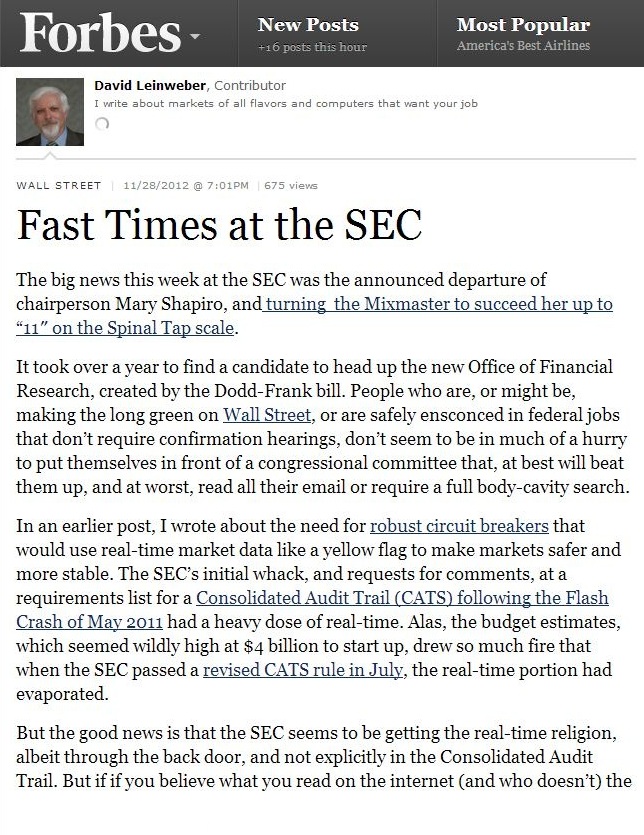 Forbes
New Posts
+16 posts this hour
Most Popular
America's Best Airlines
David Leinweber, Contributor
I write about markets of all flavors and computers that want your job
WALL STREET | 11/28/2012 @ 7:01PM | 675 views
Fast Times at the SEC
The big news this week at the SEC was the announced departure of
chairperson Mary Shapiro, and turning  the Mixmaster to succeed her up to
“11″ on the Spinal Tap scale.
It took over a year to find a candidate to head up the new Office of Financial
Research, created by the Dodd-Frank bill. People who are, or might be,
making the long green on Wall Street, or are safely ensconced in federal jobs
that don’t require confirmation hearings, don’t seem to be in much of a hurry
to put themselves in front of a congressional committee that, at best will beat
them up, and at worst, read all their email or require a full body-cavity search.
In an earlier post, I wrote about the need for robust circuit breakers that
would use real-time market data like a yellow flag to make markets safer and
more stable. The SEC’s initial whack, and requests for comments, at a
requirements list for a Consolidated Audit Trail (CATS) following the Flash
Crash of May 2011 had a heavy dose of real-time. Alas, the budget estimates,
which seemed wildly high at $4 billion to start up, drew so much fire that
when the SEC passed a revised CATS rule in July, the real-time portion had
evaporated.
But the good news is that the SEC seems to be getting the real-time religion,
albeit through the back door, and not explicitly in the Consolidated Audit
Trail. But if if you believe what you read on the internet (and who doesn’t) the